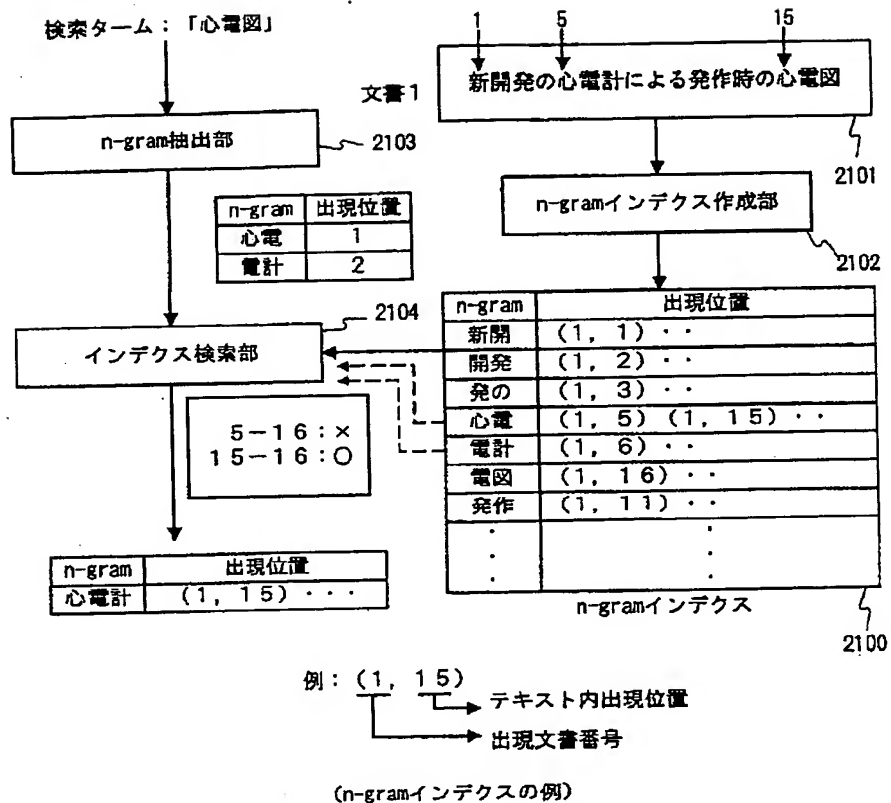 検索ターム：「心電図」
n-gram抽出部
2103
n-gram 出現位置
心電 1
電計 2
2104
インデクス検索部
5－16：×
15－16：○
n-gram 出現位置
心電計 (1, 15)・・・
1 5 15
文書1
新開発の心電計による発作時の心電図
2101
n-gramインデクス作成部
2102
n-gram 出現位置
新開 (1, 1)・・
開発 (1, 2)・・
発の (1, 3)・・
心電 (1, 5) (1, 15)・・
電計 (1, 6)・・
電図 (1, 16)・・
発作 (1, 11)・・
n-gramインデクス
2100
例：(1, 15)
テキスト内出現位置
出現文書番号
(n-gramインデクスの例)